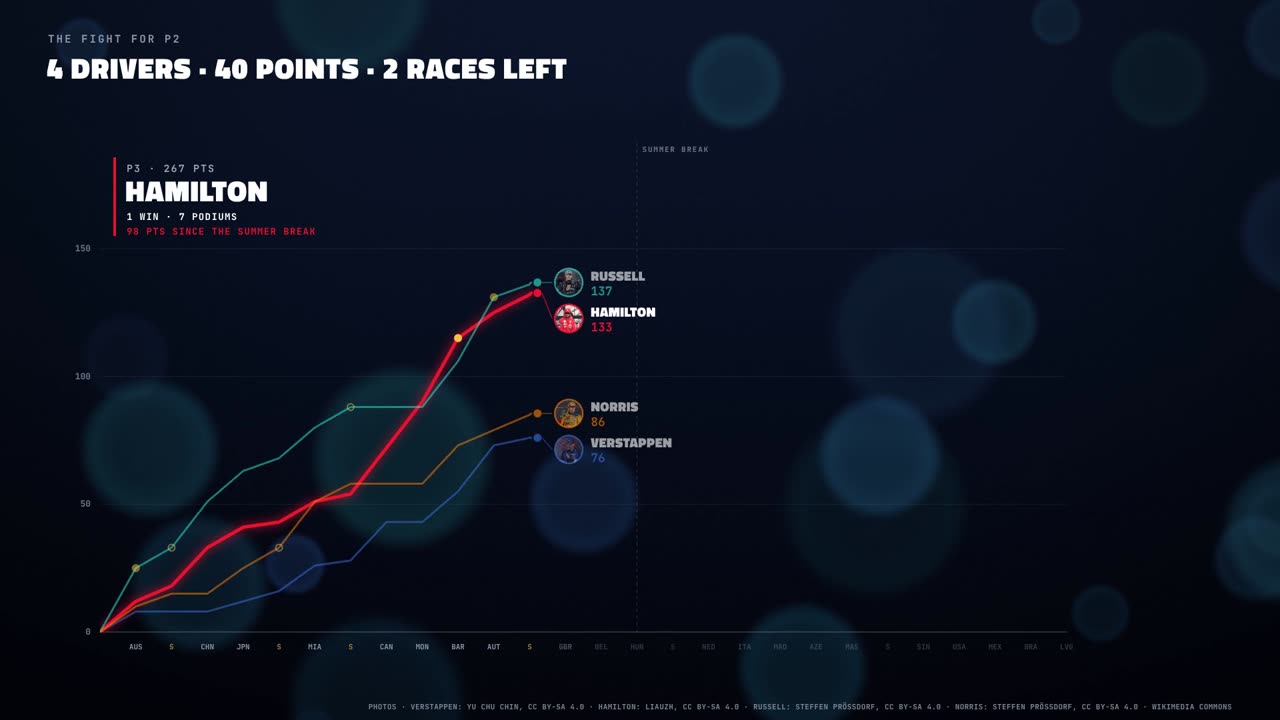 THE FIGHT FOR P2
4 DRIVERS · 40 POINTS · 2 RACES LEFT
SUMMER BREAK
P3 · 267 PTS
HAMILTON
1 WIN · 7 PODIUMS
98 PTS SINCE THE SUMMER BREAK
150
RUSSELL
137
HAMILTON
133
100
NORRIS
86
VERSTAPPEN
76
50
0
AUS S CHN JPN S MIA S CAN MON BAR AUT S GBR BEL HUN S NED ITA MAD AZE MAS S SIN USA MEX BRA LVG
PHOTOS · VERSTAPPEN: YU CHU CHIN, CC BY-SA 4.0 · HAMILTON: LIAUZH, CC BY-SA 4.0 · RUSSELL: STEFFEN PRÖSSDORF, CC BY-SA 4.0 · NORRIS: STEFFEN PRÖSSDORF, CC BY-SA 4.0 · WIKIMEDIA COMMONS